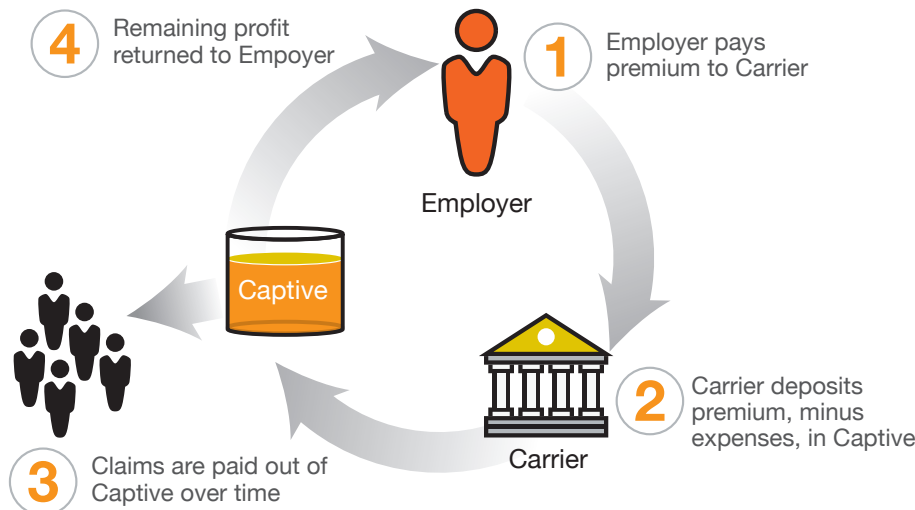 4
Remaining profit
returned to Empoyer
1
Employer pays
premium to Carrier
Employer
Captive
2
Carrier deposits
premium, minus
expenses, in Captive
Carrier
3
Claims are paid out of
Captive over time